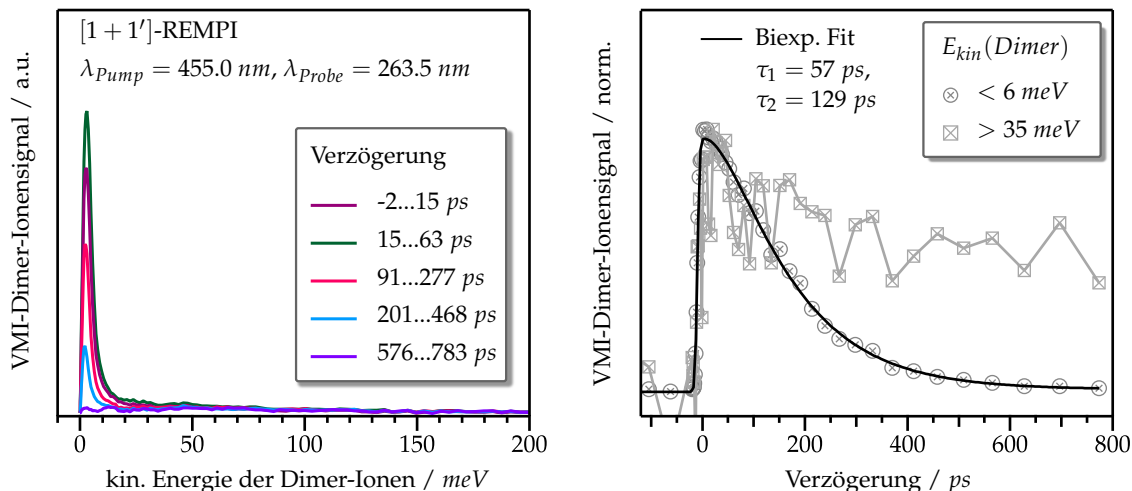 [1 + 1′]-REMPI
λPump = 455.0 nm, λProbe = 263.5 nm
VMI-Dimer-Ionensignal / a.u.
Verzögerung
-2...15 ps
15...63 ps
91...277 ps
201...468 ps
576...783 ps
0 50 100 150 200
kin. Energie der Dimer-Ionen / meV
VMI-Dimer-Ionensignal / norm.
Biexp. Fit
τ1 = 57 ps,
τ2 = 129 ps
Ekin(Dimer)
< 6 meV
> 35 meV
0 200 400 600 800
Verzögerung / ps